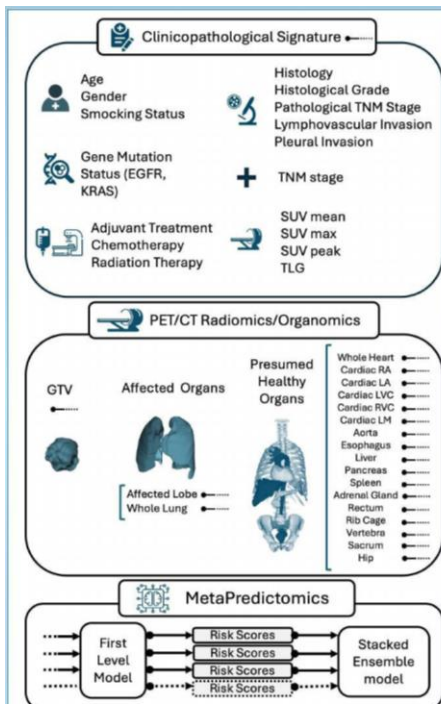 Clinicopathological Signature
Age
Gender
Smocking Status
Histology
Histological Grade
Pathological TNM Stage
Lymphovascular Invasion
Pleural Invasion
Gene Mutation
Status (EGFR,
KRAS)
TNM stage
Adjuvant Treatment
Chemotherapy
Radiation Therapy
SUV mean
SUV max
SUV peak
TLG
PET/CT Radiomics/Organomics
GTV
Affected Organs
Affected Lobe
Whole Lung
Presumed
Healthy
Organs
Whole Heart
Cardiac RA
Cardiac LA
Cardiac LVC
Cardiac RVC
Cardiac LM
Aorta
Esophagus
Liver
Pancreas
Spleen
Adrenal Gland
Rectum
Rib Cage
Vertebra
Sacrum
Hip
MetaPredictomics
First
Level
Model
Risk Scores
Risk Scores
Risk Scores
Risk Scores
Stacked
Ensemble
model